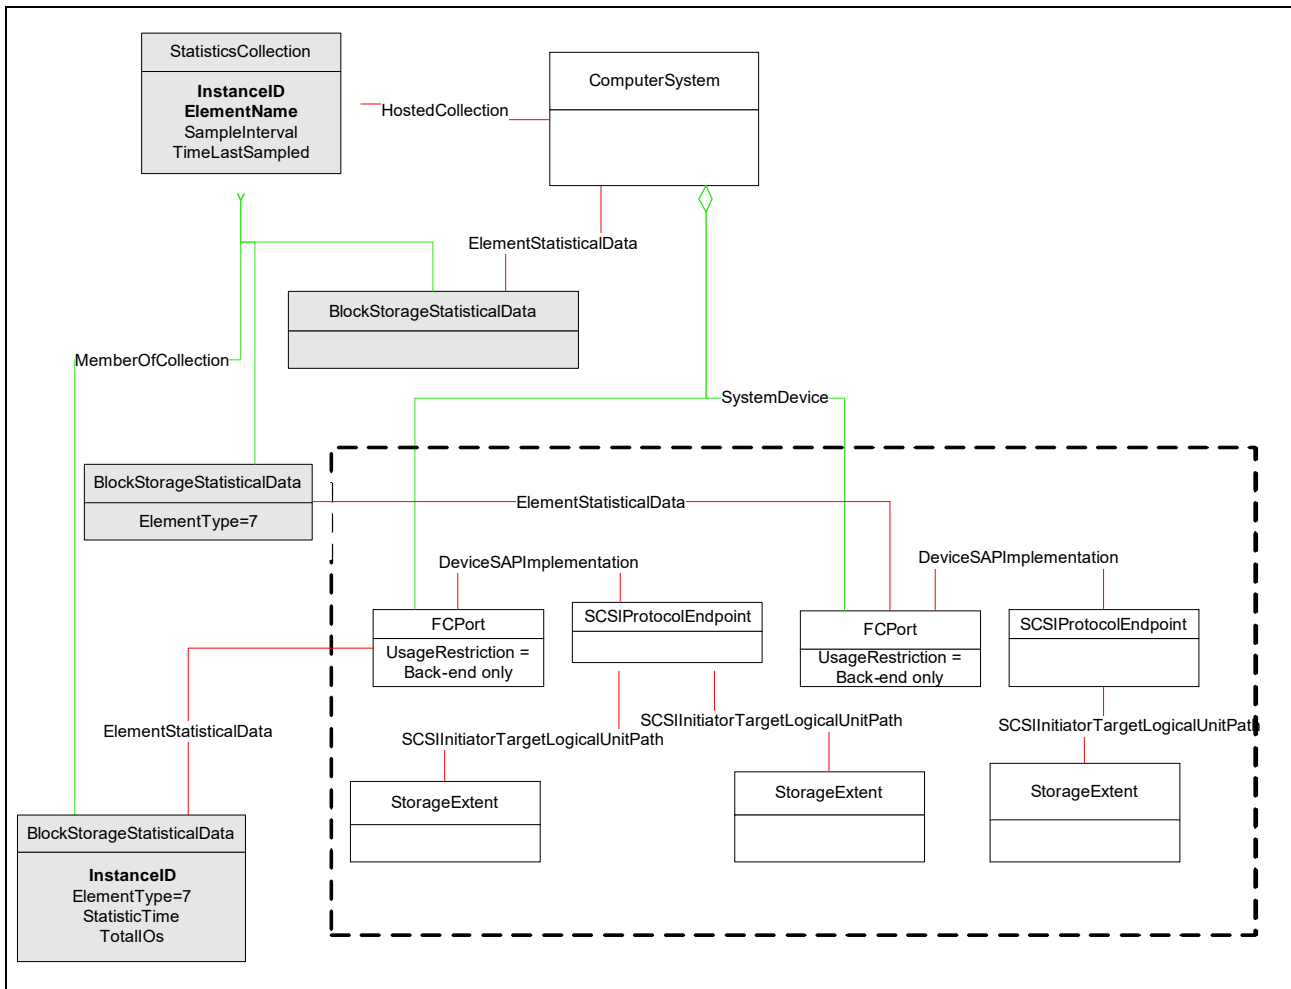 StatisticsCollection
InstanceID
ElementName
SampleInterval
TimeLastSampled
HostedCollection
ComputerSystem
ElementStatisticalData
BlockStorageStatisticalData
MemberOfCollection
SystemDevice
BlockStorageStatisticalData
ElementType=7
ElementStatisticalData
DeviceSAPImplementation
DeviceSAPImplementation
FCPort
UsageRestriction =
Back-end only
SCSIProtocolEndpoint
FCPort
UsageRestriction =
Back-end only
SCSIProtocolEndpoint
ElementStatisticalData
SCSIInitiatorTargetLogicalUnitPath
SCSIInitiatorTargetLogicalUnitPath
SCSIInitiatorTargetLogicalUnitPath
StorageExtent
StorageExtent
StorageExtent
BlockStorageStatisticalData
InstanceID
ElementType=7
StatisticTime
TotalIOs